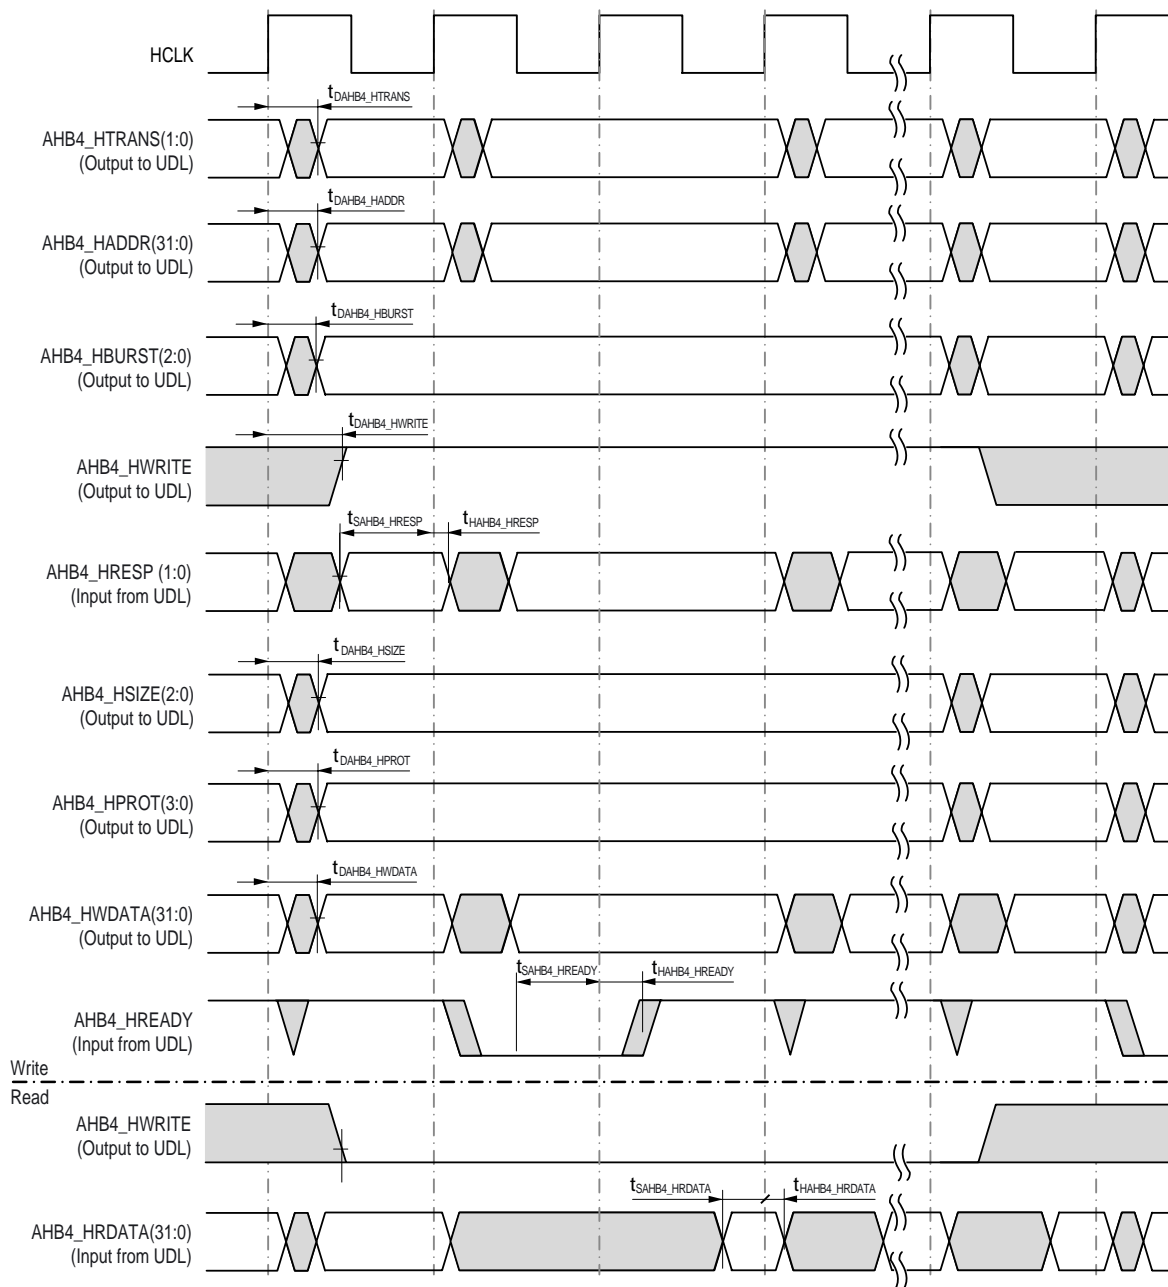 HCLK
tDAHB4_HTRANS
AHB4_HTRANS(1:0)
(Output to UDL)
tDAHB4_HADDR
AHB4_HADDR(31:0)
(Output to UDL)
tDAHB4_HBURST
AHB4_HBURST(2:0)
(Output to UDL)
tDAHB4_HWRITE
AHB4_HWRITE
(Output to UDL)
tSAHB4_HRESP tHAHB4_HRESP
AHB4_HRESP (1:0)
(Input from UDL)
tDAHB4_HSIZE
AHB4_HSIZE(2:0)
(Output to UDL)
tDAHB4_HPROT
AHB4_HPROT(3:0)
(Output to UDL)
tDAHB4_HWDATA
AHB4_HWDATA(31:0)
(Output to UDL)
tSAHB4_HREADY tHAHB4_HREADY
AHB4_HREADY
(Input from UDL)
Write
Read
AHB4_HWRITE
(Output to UDL)
tSAHB4_HRDATA tHAHB4_HRDATA
AHB4_HRDATA(31:0)
(Input from UDL)